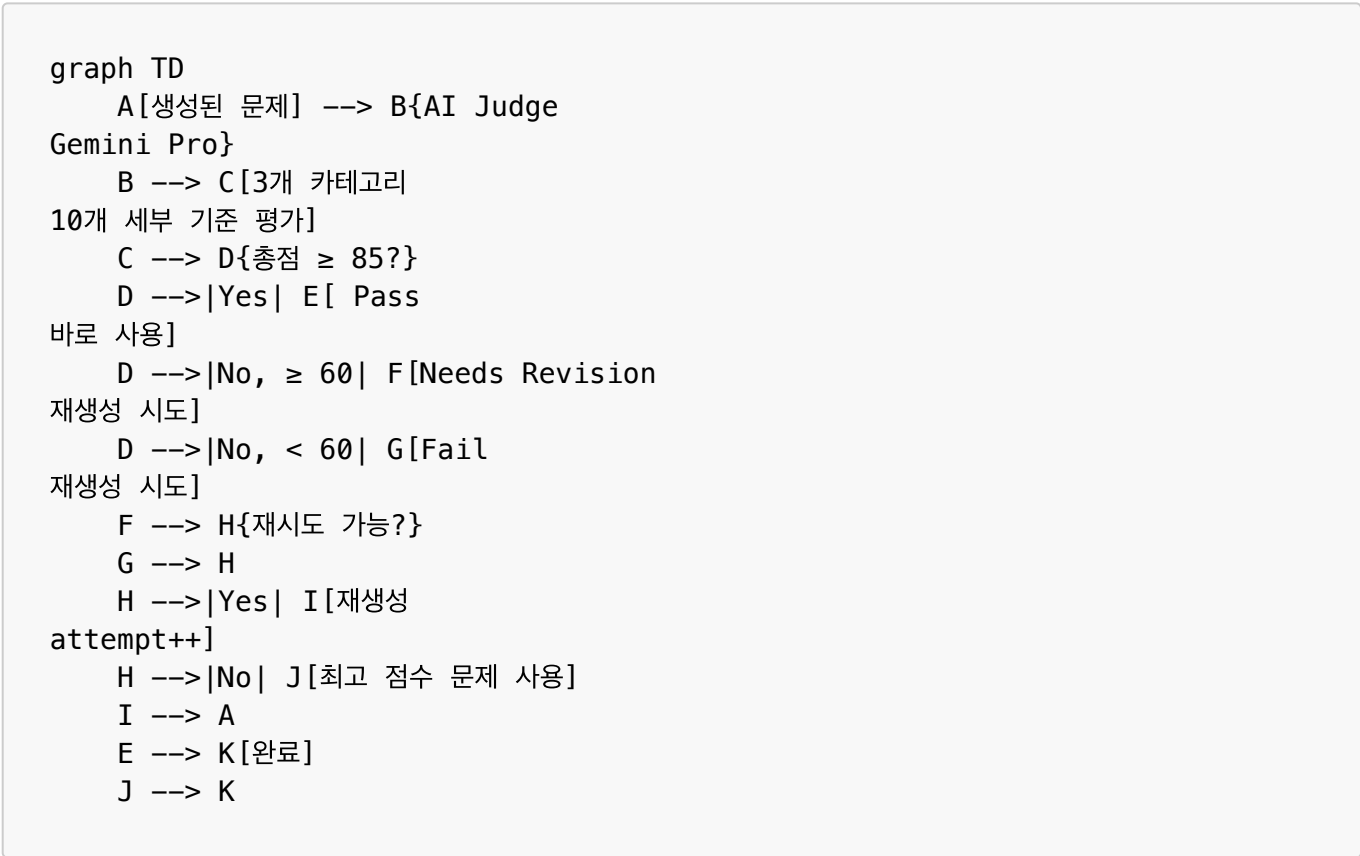 graph TD
    A[생성된 문제] --> B{AI Judge
Gemini Pro}
    B --> C[3개 카테고리
10개 세부 기준 평가]
    C --> D{총점 ≥ 85?}
    D -->|Yes| E[ Pass
바로 사용]
    D -->|No, ≥ 60| F[Needs Revision
재생성 시도]
    D -->|No, < 60| G[Fail
재생성 시도]
    F --> H{재시도 가능?}
    G --> H
    H -->|Yes| I[재생성
attempt++]
    H -->|No| J[최고 점수 문제 사용]
    I --> A
    E --> K[완료]
    J --> K